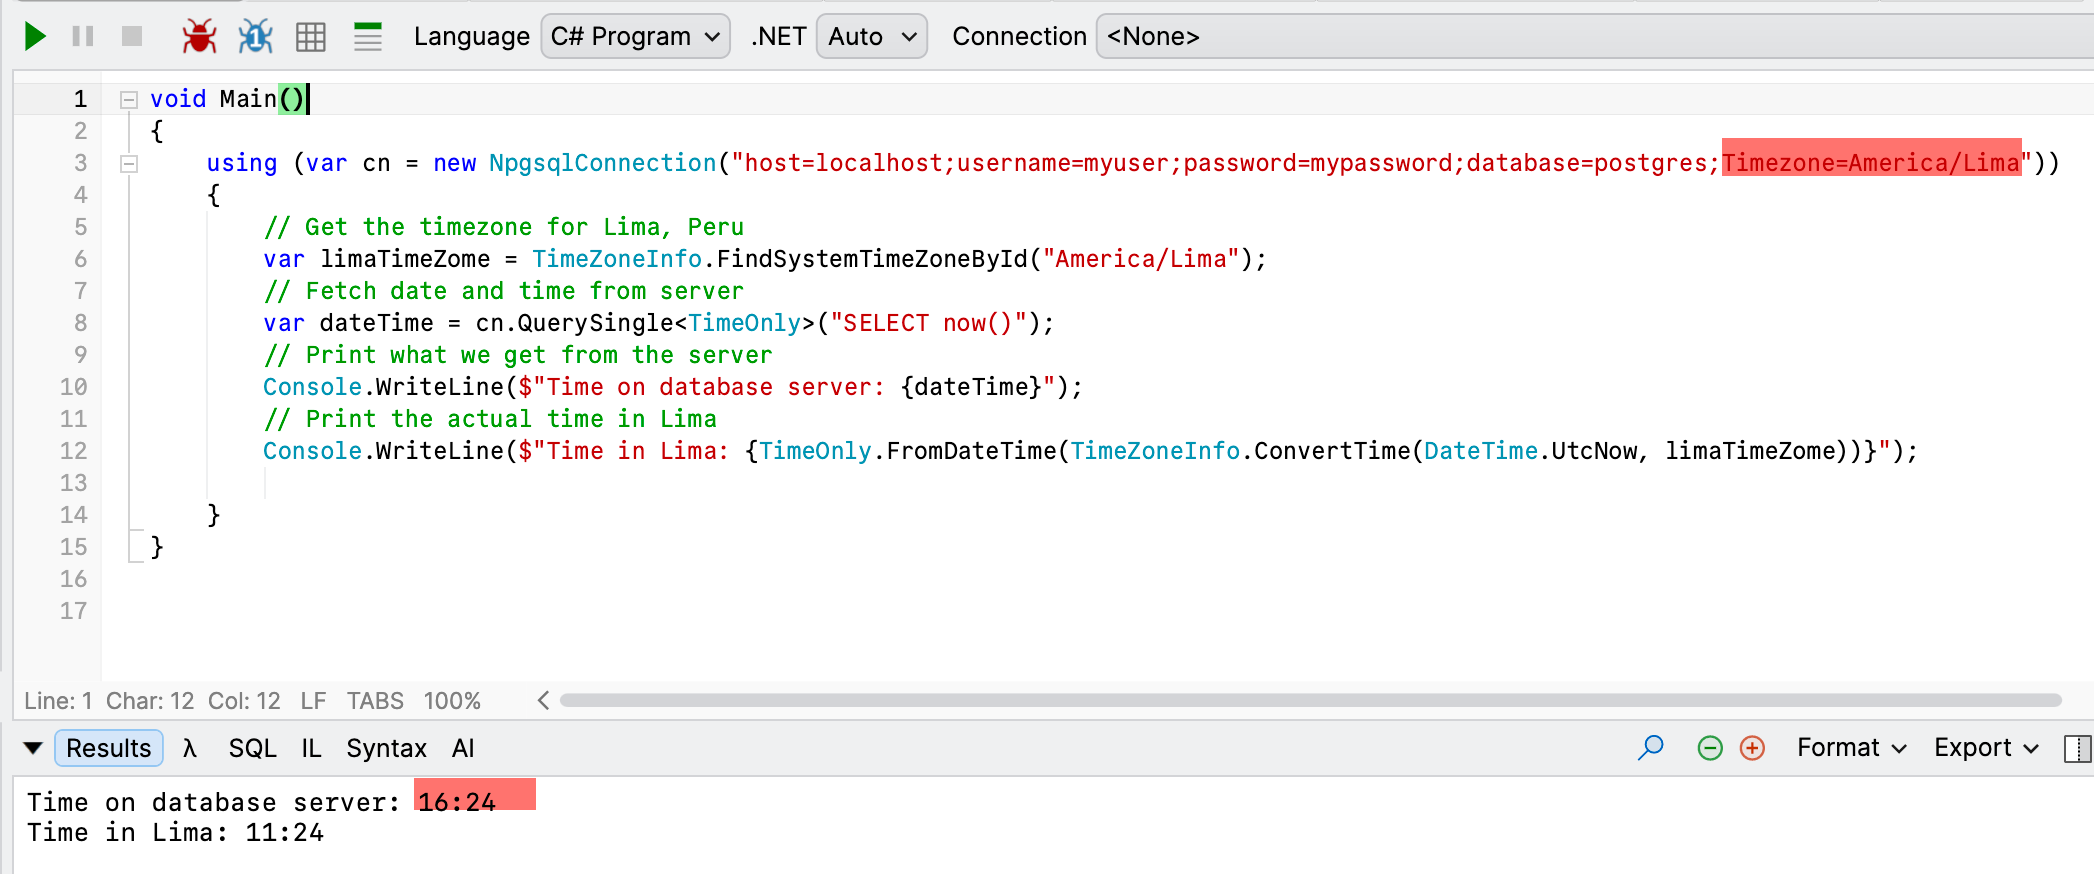 Language C# Program .NET Auto Connection <None>
1 void Main()
2 {
3 using (var cn = new NpgsqlConnection("host=localhost;username=myuser;password=mypassword;database=postgres;Timezone=America/Lima"))
4 {
5 // Get the timezone for Lima, Peru
6 var limaTimeZome = TimeZoneInfo.FindSystemTimeZoneById("America/Lima");
7 // Fetch date and time from server
8 var dateTime = cn.QuerySingle<TimeOnly>("SELECT now()");
9 // Print what we get from the server
10 Console.WriteLine($"Time on database server: {dateTime}");
11 // Print the actual time in Lima
12 Console.WriteLine($"Time in Lima: {TimeOnly.FromDateTime(TimeZoneInfo.ConvertTime(DateTime.UtcNow, limaTimeZome))}");
13
14 }
15 }
16
17
Line: 1 Char: 12 Col: 12 LF TABS 100%
Results λ SQL IL Syntax AI Format Export
Time on database server: 16:24
Time in Lima: 11:24